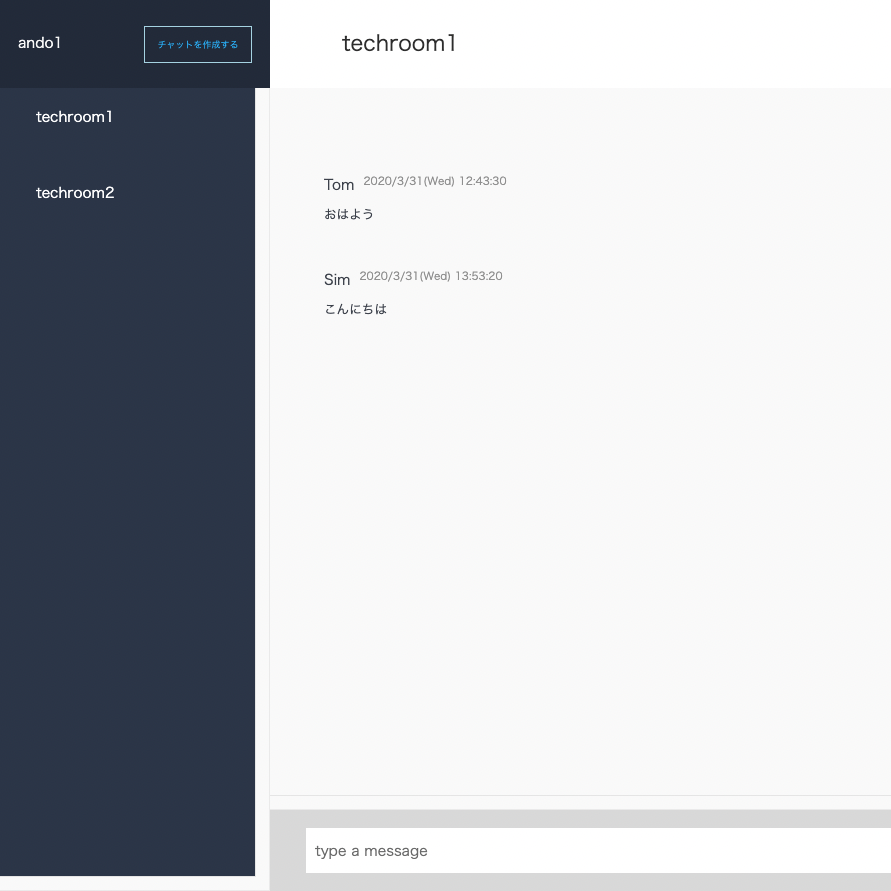 ando1
チャットを作成する
techroom1
techroom2
techroom1
Tom 2020/3/31(Wed) 12:43:30
おはよう
Sim 2020/3/31(Wed) 13:53:20
こんにちは
type a message